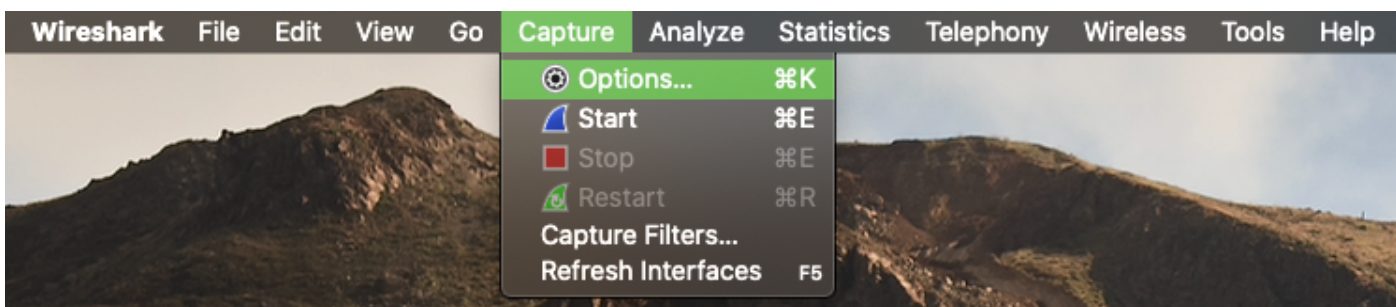 Wireshark File Edit View Go Capture Analyze Statistics Telephony Wireless Tools Help
Options... ⌘K
Start ⌘E
Stop ⌘E
Restart ⌘R
Capture Filters...
Refresh Interfaces F5